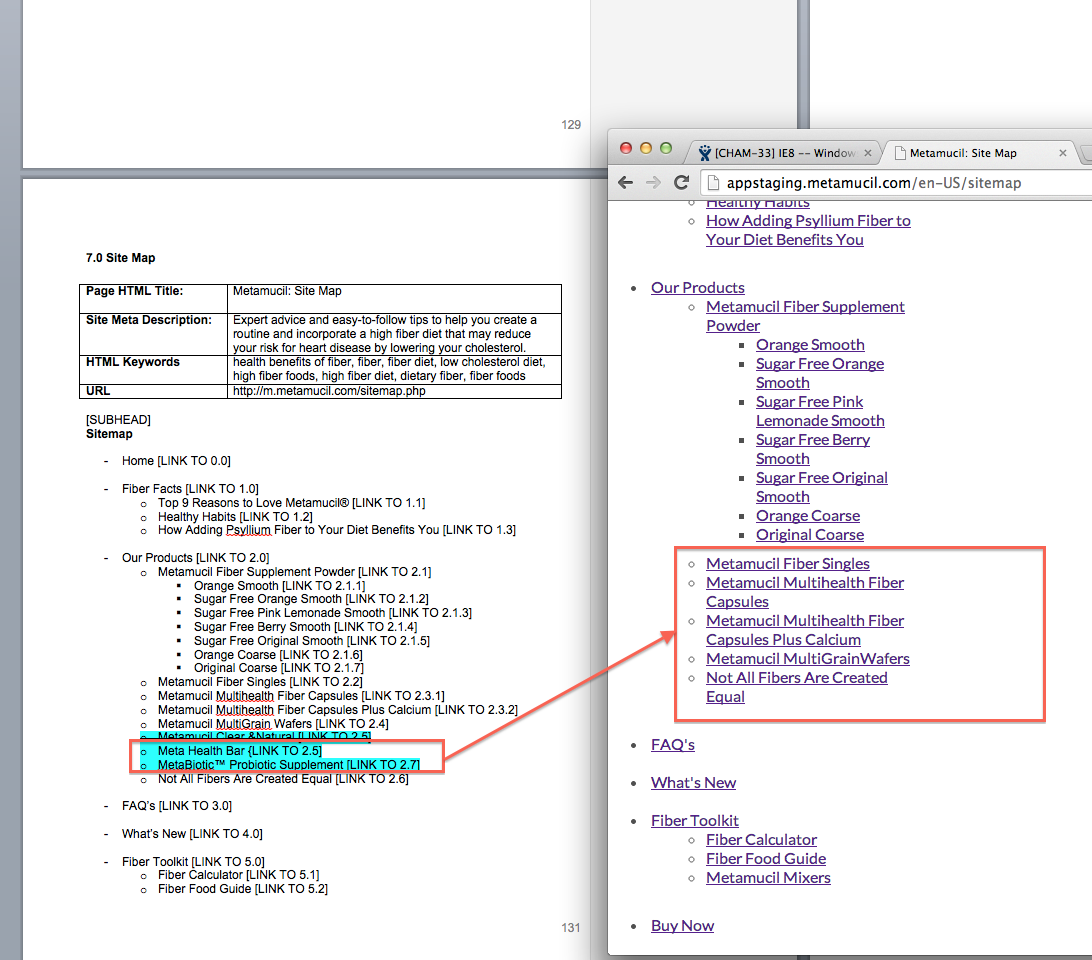 129
7.0 Site Map
Page HTML Title: Metamucil: Site Map
Site Meta Description: Expert advice and easy-to-follow tips to help you create a
routine and incorporate a high fiber diet that may reduce
your risk for heart disease by lowering your cholesterol.
HTML Keywords health benefits of fiber, fiber, fiber diet, low cholesterol diet,
high fiber foods, high fiber diet, dietary fiber, fiber foods
URL http://m.metamucil.com/sitemap.php
[SUBHEAD]
Sitemap
- Home [LINK TO 0.0]
- Fiber Facts [LINK TO 1.0]
o Top 9 Reasons to Love Metamucil® [LINK TO 1.1]
o Healthy Habits [LINK TO 1.2]
o How Adding Psyllium Fiber to Your Diet Benefits You [LINK TO 1.3]
- Our Products [LINK TO 2.0]
o Metamucil Fiber Supplement Powder [LINK TO 2.1]
▪ Orange Smooth [LINK TO 2.1.1]
▪ Sugar Free Orange Smooth [LINK TO 2.1.2]
▪ Sugar Free Pink Lemonade Smooth [LINK TO 2.1.3]
▪ Sugar Free Berry Smooth [LINK TO 2.1.4]
▪ Sugar Free Original Smooth [LINK TO 2.1.5]
▪ Orange Coarse [LINK TO 2.1.6]
▪ Original Coarse [LINK TO 2.1.7]
o Metamucil Fiber Singles [LINK TO 2.2]
o Metamucil Multihealth Fiber Capsules [LINK TO 2.3.1]
o Metamucil Multihealth Fiber Capsules Plus Calcium [LINK TO 2.3.2]
o Metamucil MultiGrain Wafers [LINK TO 2.4]
o Metamucil Clear &Natural [LINK TO 2.5]
o Meta Health Bar {LINK TO 2.5]
o MetaBiotic™ Probiotic Supplement [LINK TO 2.7]
o Not All Fibers Are Created Equal [LINK TO 2.6]
- FAQ's [LINK TO 3.0]
- What's New [LINK TO 4.0]
- Fiber Toolkit [LINK TO 5.0]
o Fiber Calculator [LINK TO 5.1]
o Fiber Food Guide [LINK TO 5.2]
131
[CHAM-33] IE8 -- Window
Metamucil: Site Map
appstaging.metamucil.com/en-US/sitemap
Healthy Habits
How Adding Psyllium Fiber to
Your Diet Benefits You
Our Products
Metamucil Fiber Supplement
Powder
Orange Smooth
Sugar Free Orange
Smooth
Sugar Free Pink
Lemonade Smooth
Sugar Free Berry
Smooth
Sugar Free Original
Smooth
Orange Coarse
Original Coarse
Metamucil Fiber Singles
Metamucil Multihealth Fiber
Capsules
Metamucil Multihealth Fiber
Capsules Plus Calcium
Metamucil MultiGrainWafers
Not All Fibers Are Created
Equal
FAQ's
What's New
Fiber Toolkit
Fiber Calculator
Fiber Food Guide
Metamucil Mixers
Buy Now